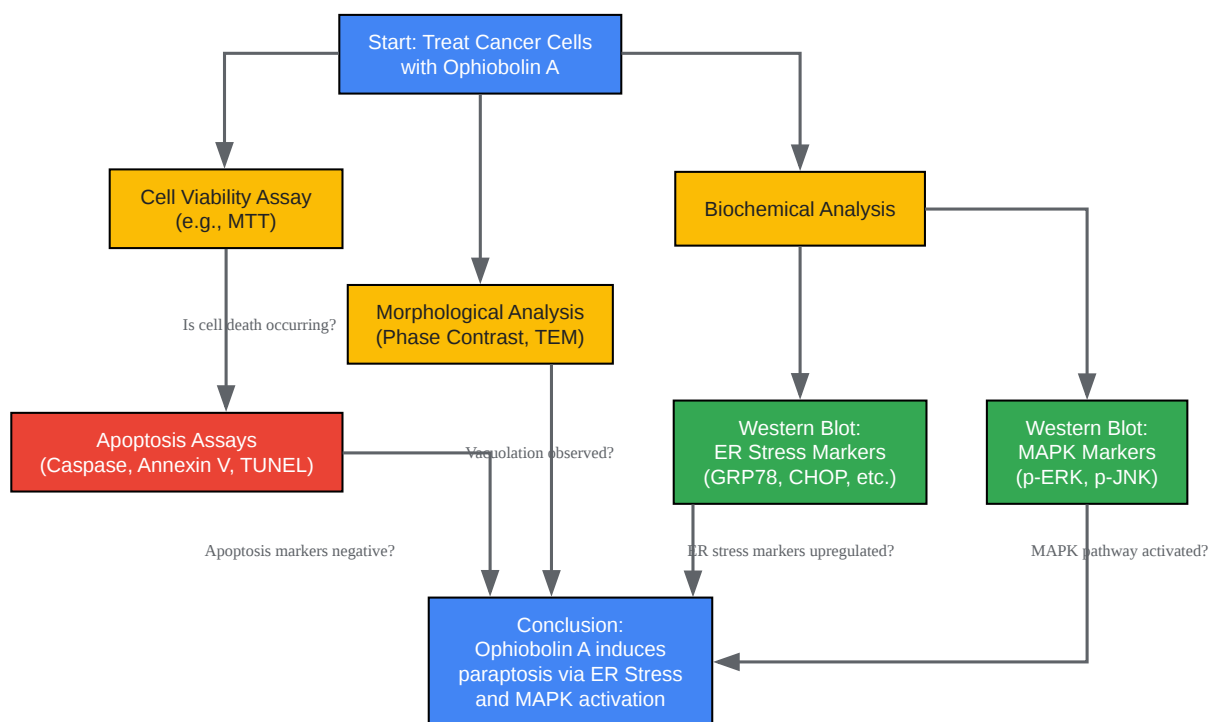 Start: Treat Cancer Cells
with Ophiobolin A
Cell Viability Assay
(e.g., MTT)
Biochemical Analysis
Morphological Analysis
(Phase Contrast, TEM)
Is cell death occurring?
Apoptosis Assays
(Caspase, Annexin V, TUNEL)
Vacuolation observed?
Western Blot:
ER Stress Markers
(GRP78, CHOP, etc.)
Western Blot:
MAPK Markers
(p-ERK, p-JNK)
Apoptosis markers negative?
ER stress markers upregulated?
MAPK pathway activated?
Conclusion:
Ophiobolin A induces
paraptosis via ER Stress
and MAPK activation